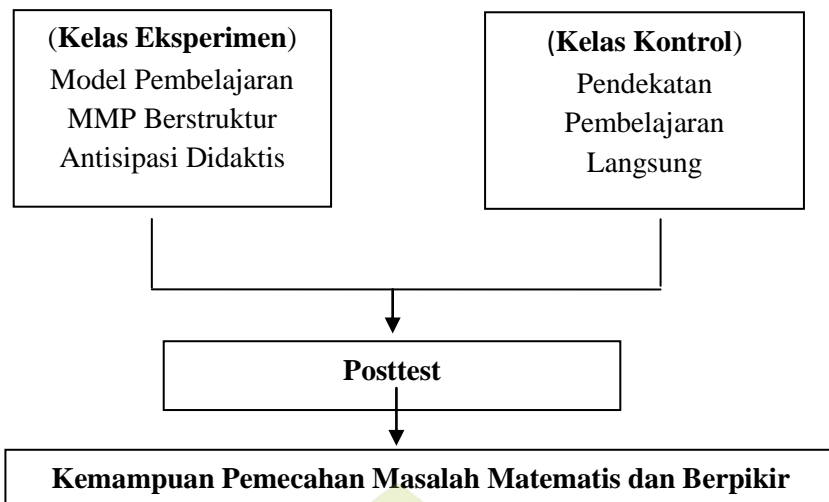 (Kelas Eksperimen)
Model Pembelajaran
MMP Berstruktur
Antisipasi Didaktis
(Kelas Kontrol)
Pendekatan
Pembelajaran
Langsung
Posttest
Kemampuan Pemecahan Masalah Matematis dan Berpikir